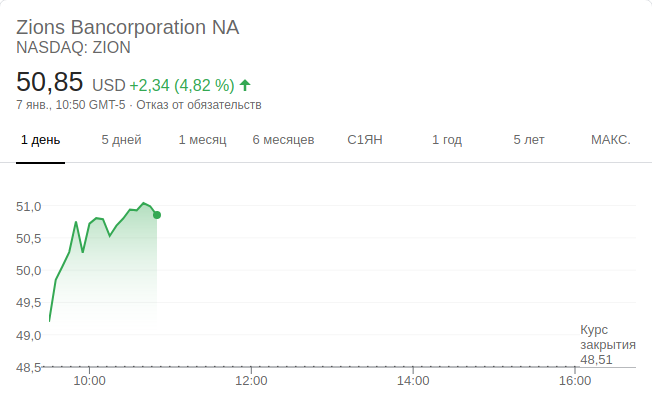 Zions Bancorporation NA
NASDAQ: ZION
50,85 USD +2,34 (4,82 %)
7 янв., 10:50 GMT-5 · Отказ от обязательств
1 день 5 дней 1 месяц 6 месяцев С1ЯН 1 год 5 лет МАКС.
51,0
50,5
50,0
49,5
49,0
48,5
Курс
закрытия
48,51
10:00 12:00 14:00 16:00